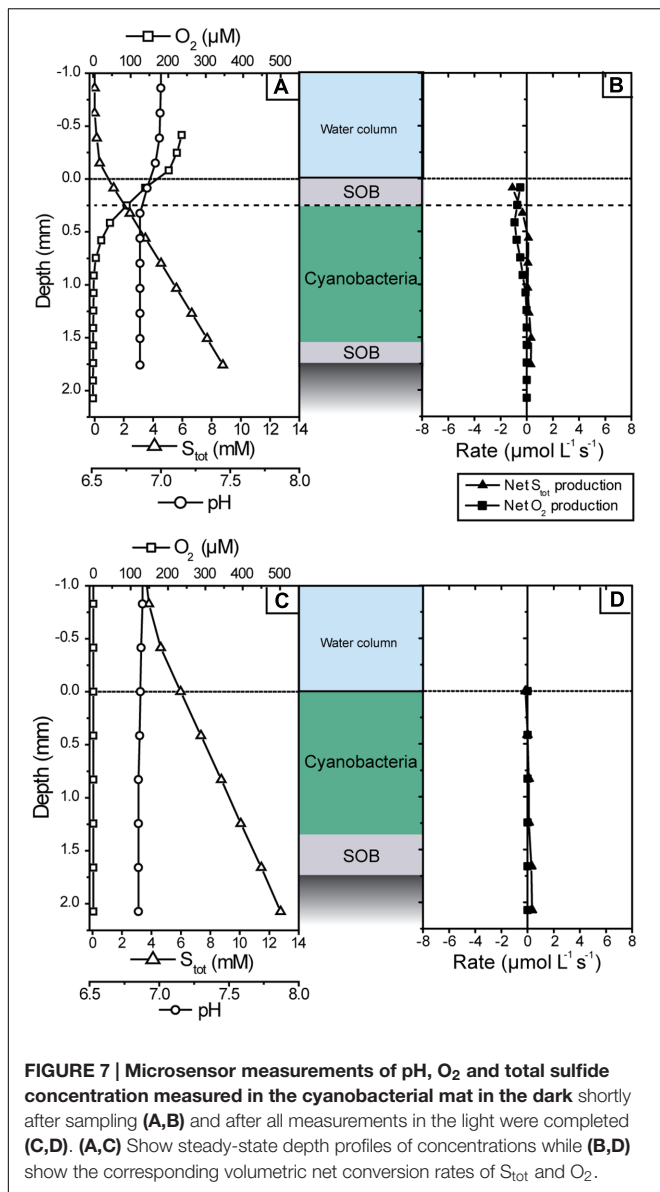 O₂ (μM)
0 100 200 300 400 500
A
B
-1.0
-0.5
0.0
0.5
1.0
1.5
2.0
Depth (mm)
Water column
SOB
Cyanobacteria
SOB
0 2 4 6 8 10 12 14
S_tot (mM)
6.5 7.0 7.5 8.0
pH
-8 -6 -4 -2 0 2 4 6 8
Rate (μmol L⁻¹ s⁻¹)
Net S_tot production
Net O₂ production
O₂ (μM)
0 100 200 300 400 500
C
D
-1.0
-0.5
0.0
0.5
1.0
1.5
2.0
Depth (mm)
Water column
Cyanobacteria
SOB
0 2 4 6 8 10 12 14
S_tot (mM)
6.5 7.0 7.5 8.0
pH
-8 -6 -4 -2 0 2 4 6 8
Rate (μmol L⁻¹ s⁻¹)
FIGURE 7 | Microsensor measurements of pH, O₂ and total sulfide
concentration measured in the cyanobacterial mat in the dark shortly
after sampling (A,B) and after all measurements in the light were completed
(C,D). (A,C) Show steady-state depth profiles of concentrations while (B,D)
show the corresponding volumetric net conversion rates of S_tot and O₂.